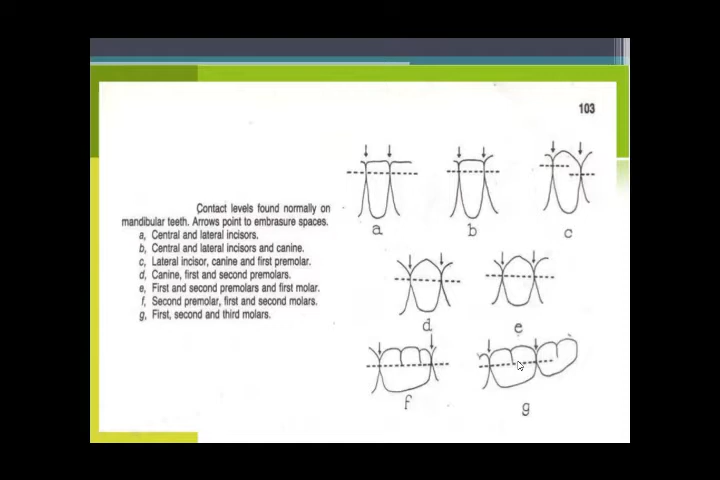 103
Contact levels found normally on
mandibular teeth. Arrows point to embrasure spaces.
a, Central and lateral incisors.
b, Central and lateral incisors and canine.
c, Lateral incisor, canine and first premolar.
d, Canine, first and second premolars.
e, First and second premolars and first molar.
f, Second premolar, first and second molars.
g, First, second and third molars.
a
b
c
d
e
f
g